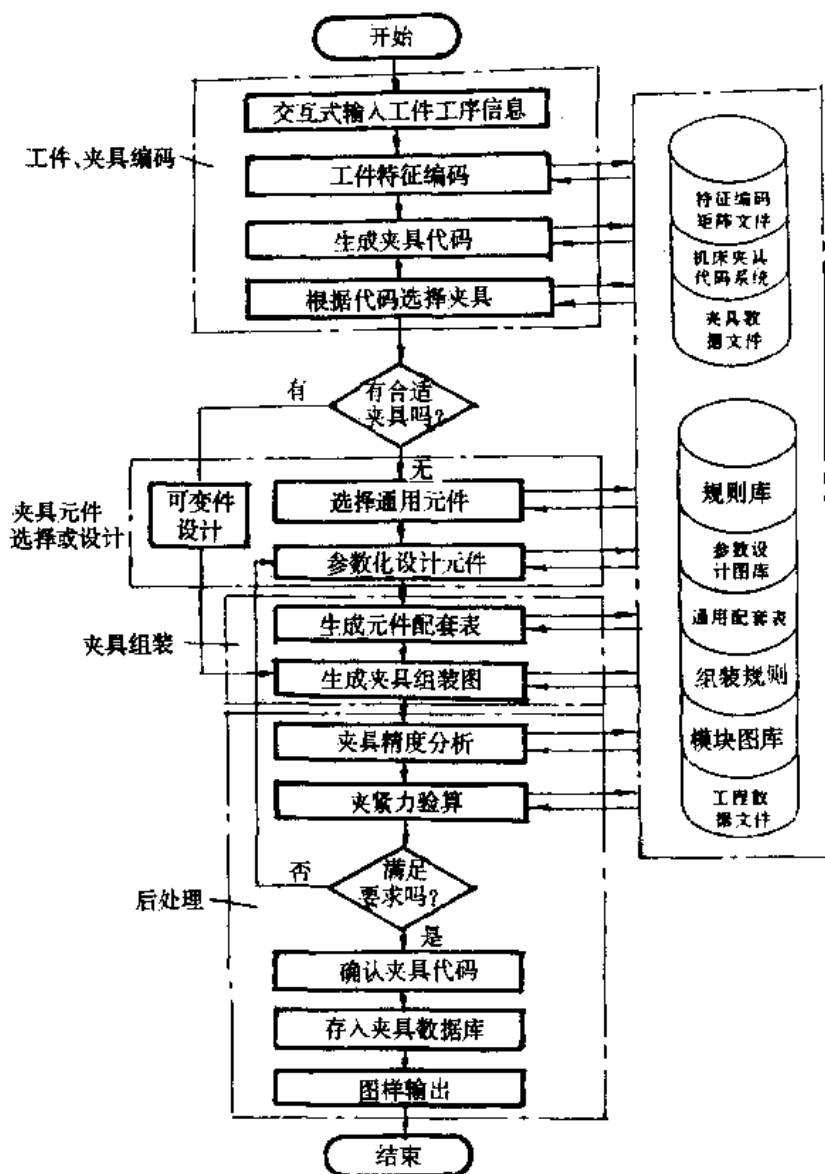 开始
交互式输入工件工序信息
工件、夹具编码
工件特征编码
生成夹具代码
根据代码选择夹具
有
有合适
夹具吗?
无
夹具元件
选择或设计
可变件
设计
选择通用元件
参数化设计元件
夹具组装
生成元件配套表
生成夹具组装图
夹具精度分析
夹紧力验算
否
满足
要求吗?
后处理
是
确认夹具代码
存入夹具数据库
图样输出
结束
特征编码
矩阵文件
机床夹具
代码系统
夹具数
据文件
规则库
参数设
计图库
通用配套表
组装规则
模块图库
工程数
据文件